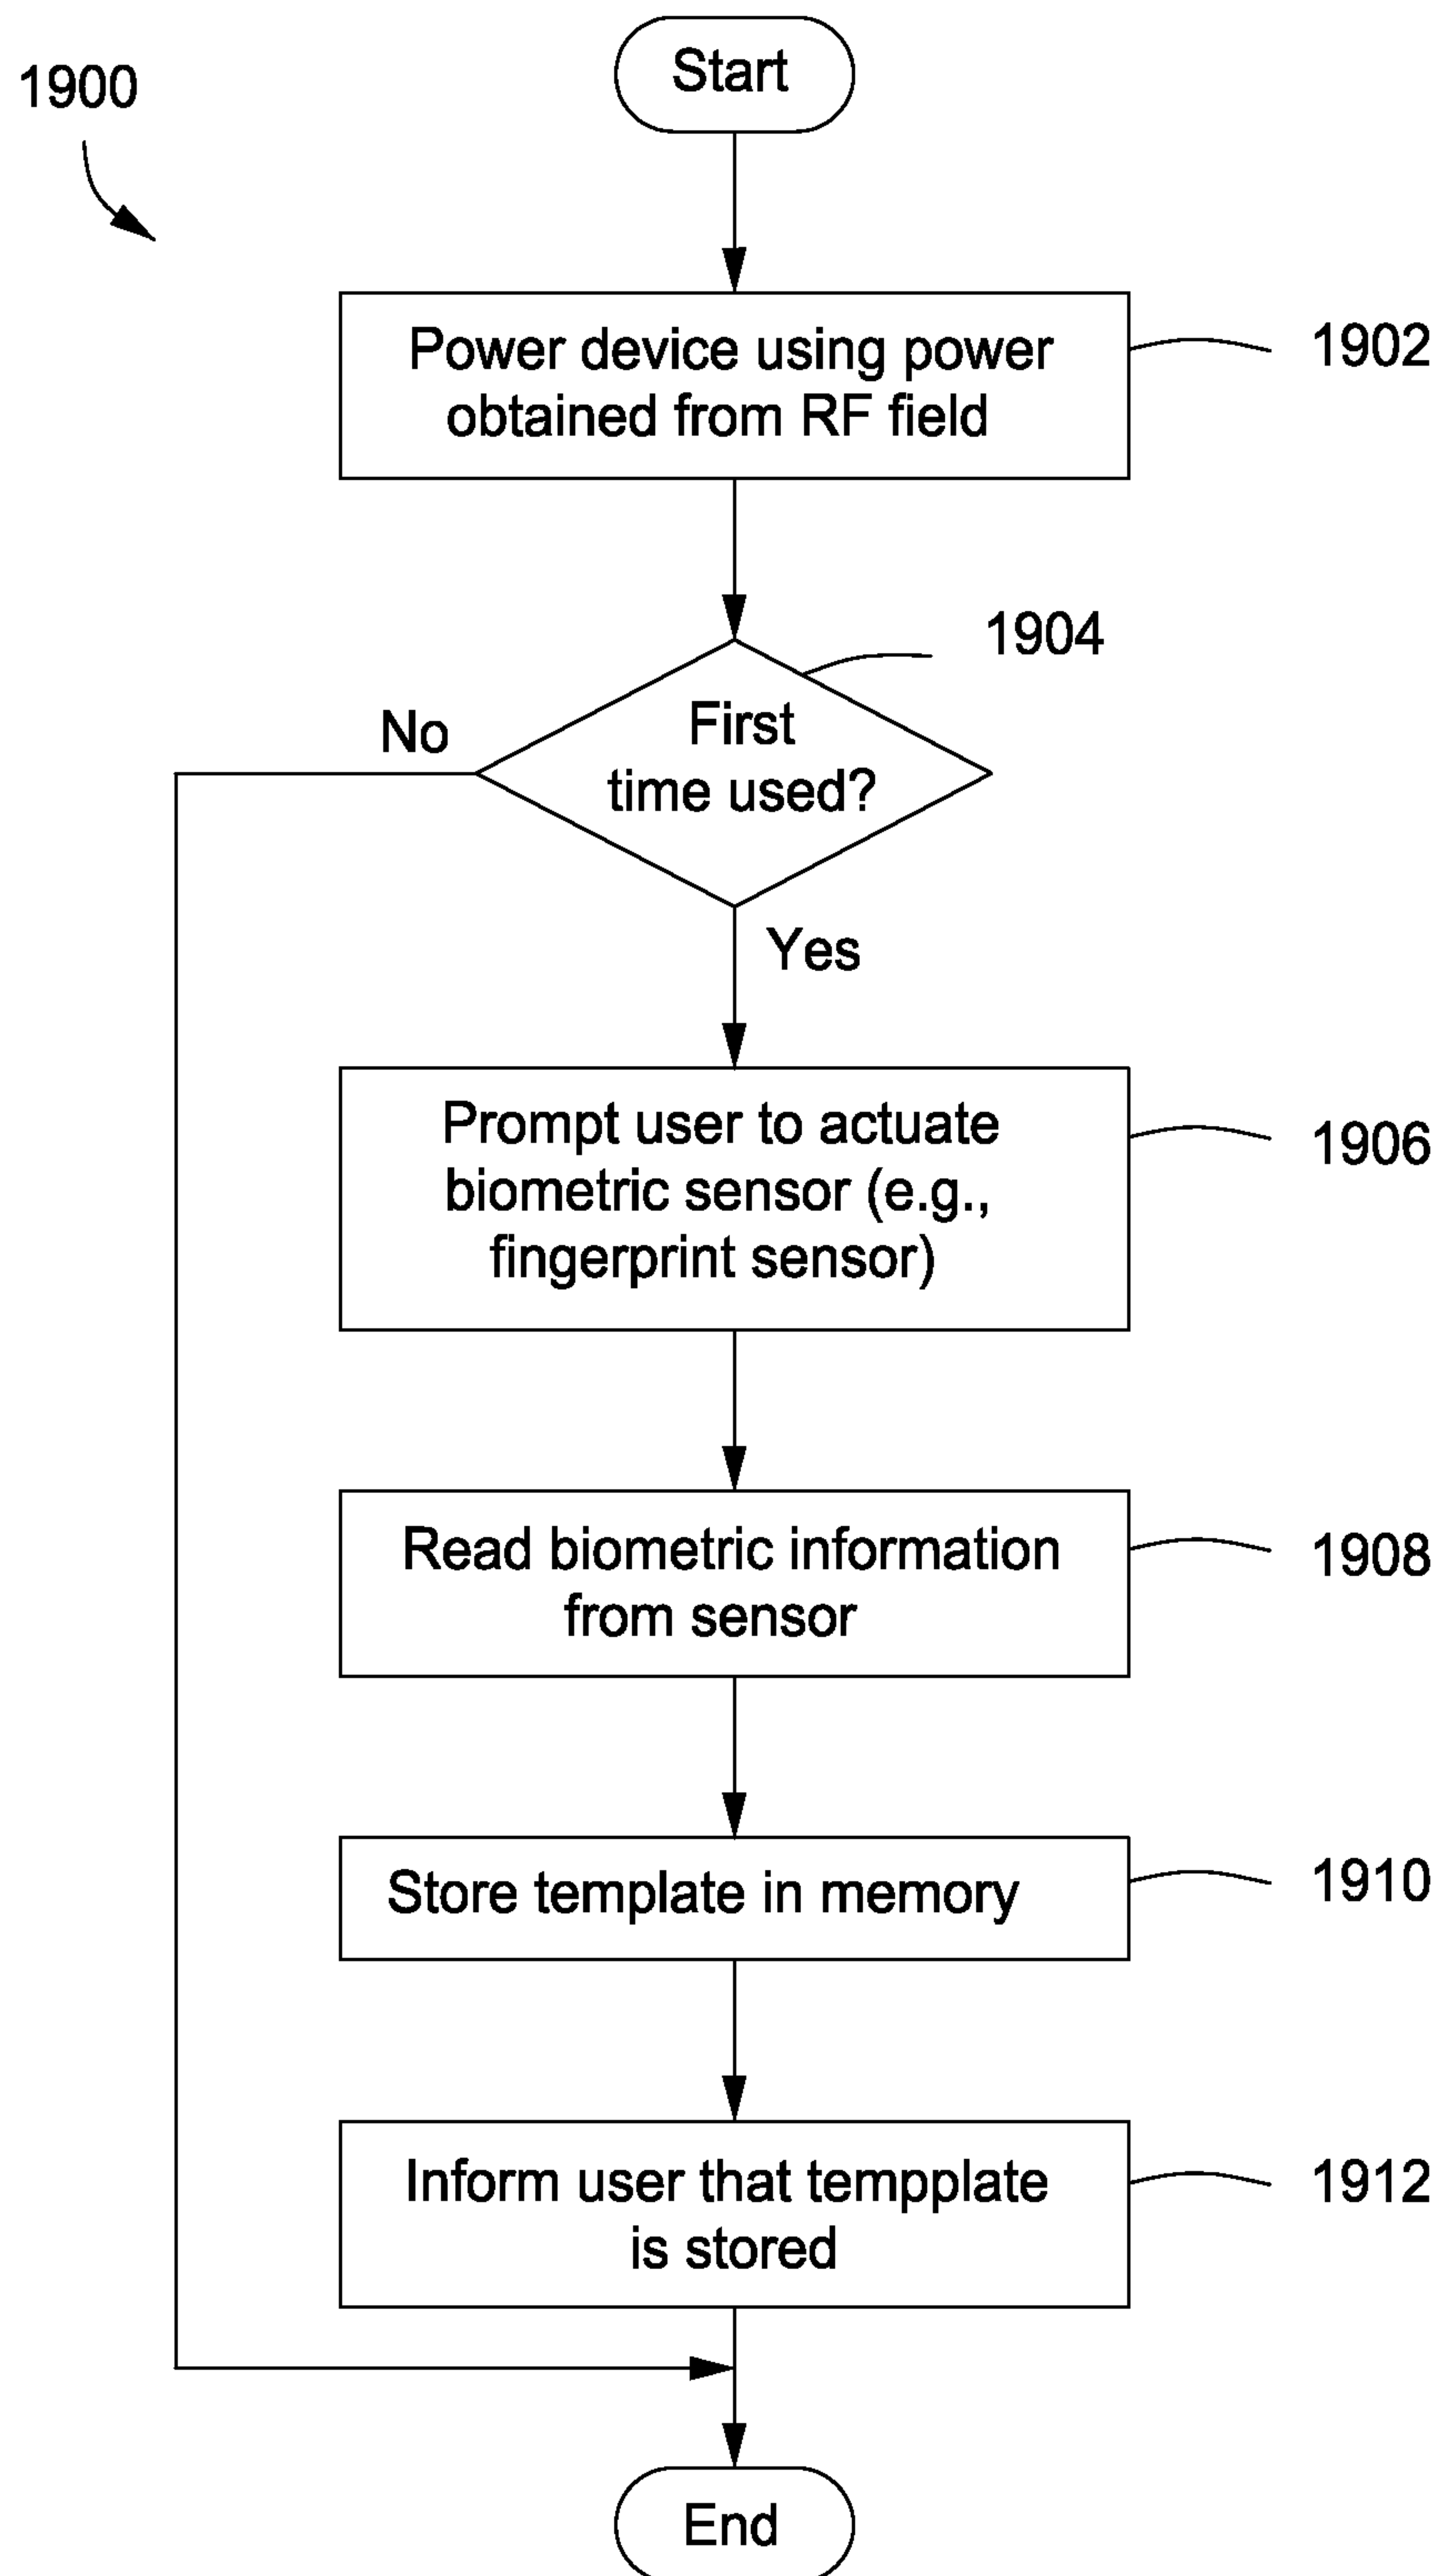 Start
1900
Power device using power
obtained from RF field
1902
1904
First
time used?
No
Yes
Prompt user to actuate
biometric sensor (e.g.,
fingerprint sensor)
1906
Read biometric information
from sensor
1908
Store template in memory
1910
Inform user that tempplate
is stored
1912
End